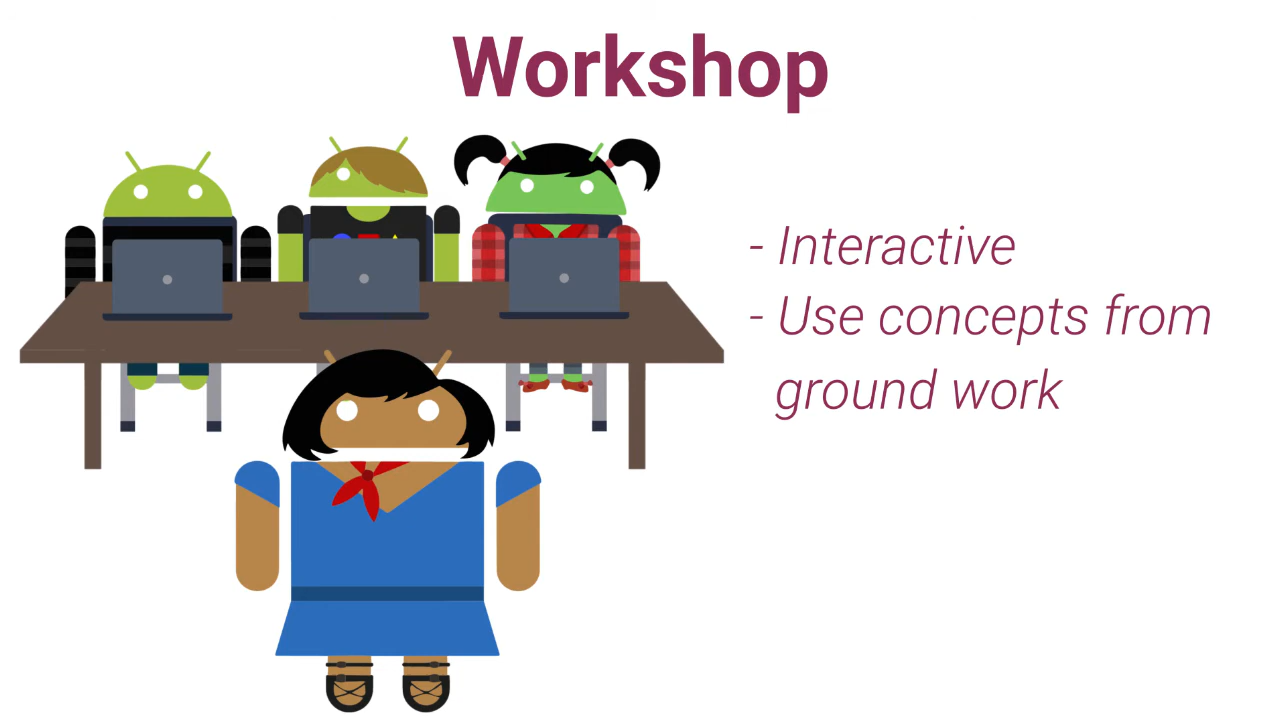 Workshop
- Interactive
- Use concepts from
ground work